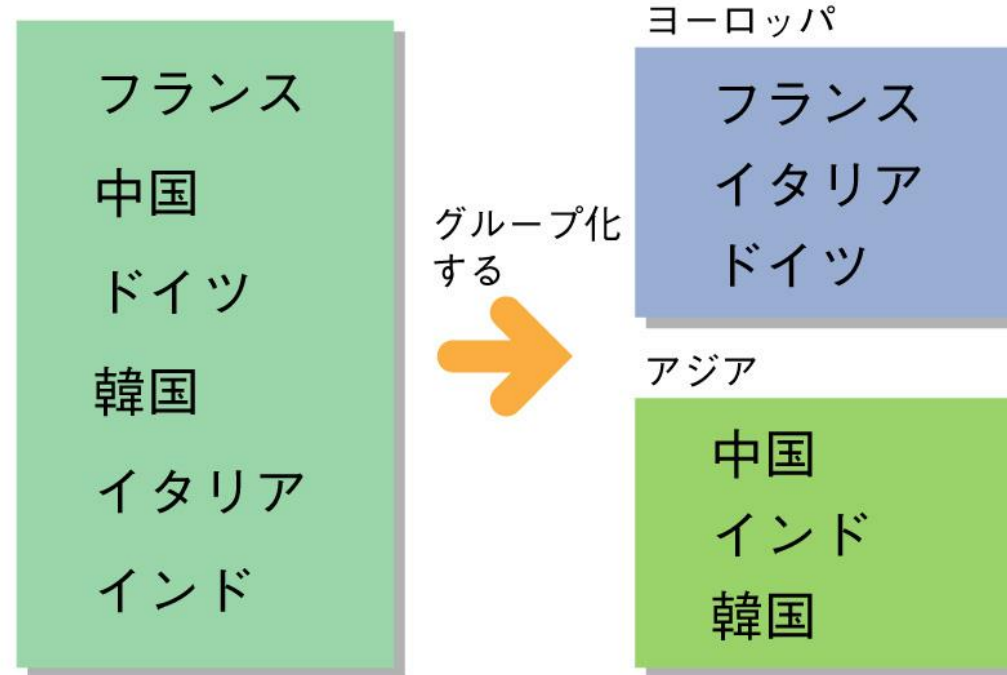 フランス
中国
ドイツ
韓国
イタリア
インド
グループ化
する
ヨーロッパ
フランス
イタリア
ドイツ
アジア
中国
インド
韓国